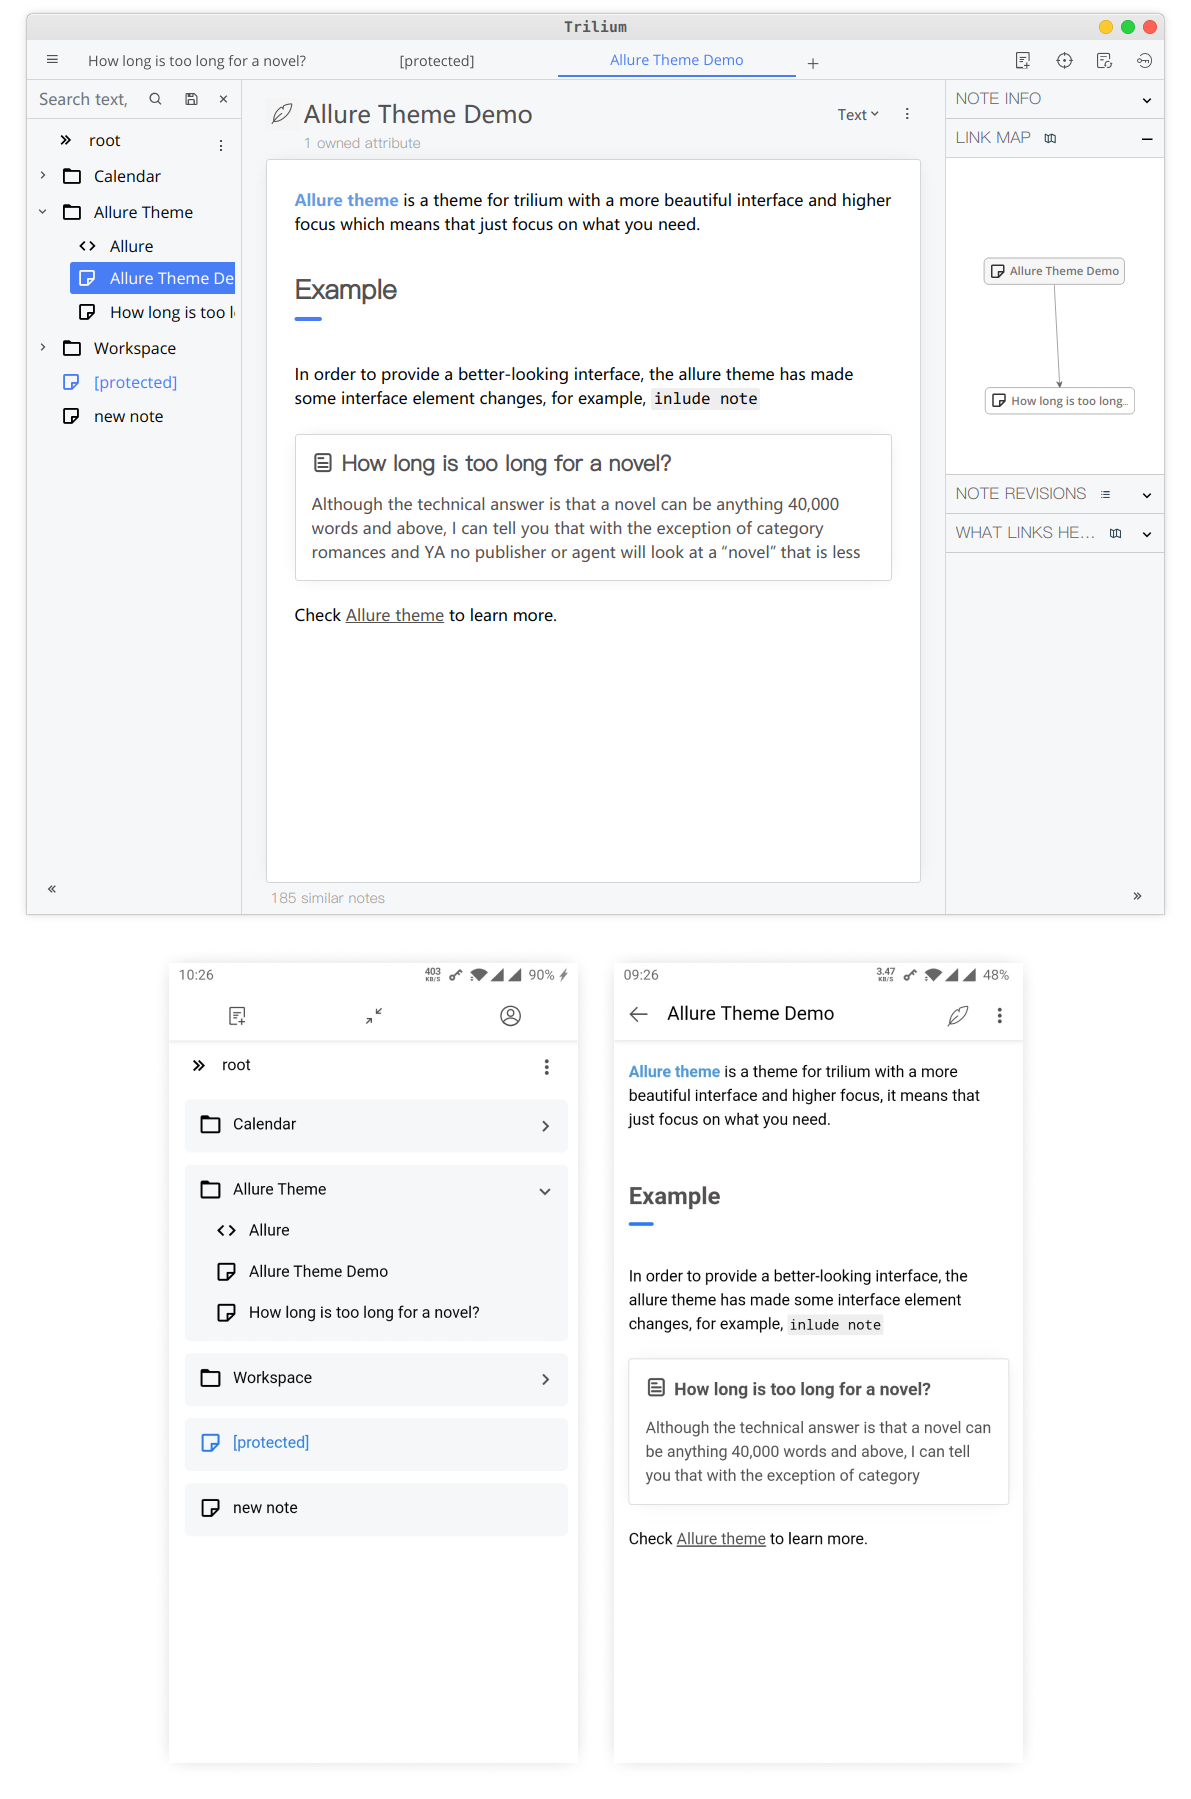 Trilium
How long is too long for a novel?
[protected]
Allure Theme Demo
Search text,
root
Calendar
Allure Theme
Allure
Allure Theme De
How long is too l
Workspace
[protected]
new note
Allure Theme Demo
Text
1 owned attribute
Allure theme is a theme for trilium with a more beautiful interface and higher
focus which means that just focus on what you need.
Example
In order to provide a better-looking interface, the allure theme has made
some interface element changes, for example, inlude note
How long is too long for a novel?
Although the technical answer is that a novel can be anything 40,000
words and above, I can tell you that with the exception of category
romances and YA no publisher or agent will look at a “novel” that is less
Check Allure theme to learn more.
185 similar notes
NOTE INFO
LINK MAP
Allure Theme Demo
How long is too long...
NOTE REVISIONS
WHAT LINKS HE...
10:26
403
KB/S
90%
root
Calendar
Allure Theme
Allure
Allure Theme Demo
How long is too long for a novel?
Workspace
[protected]
new note
09:26
3.47
KB/S
48%
Allure Theme Demo
Allure theme is a theme for trilium with a more
beautiful interface and higher focus, it means that
just focus on what you need.
Example
In order to provide a better-looking interface, the
allure theme has made some interface element
changes, for example, inlude note
How long is too long for a novel?
Although the technical answer is that a novel can
be anything 40,000 words and above, I can tell
you that with the exception of category
Check Allure theme to learn more.